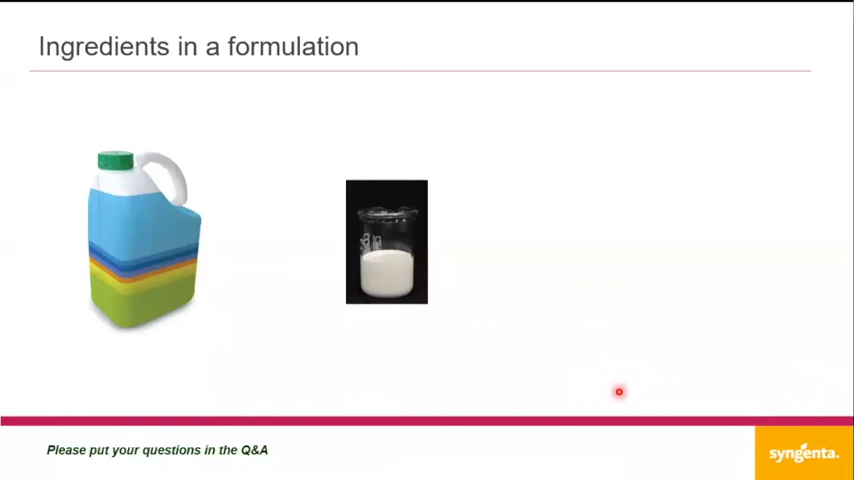 Ingredients in a formulation
Please put your questions in the Q&A
syngenta.